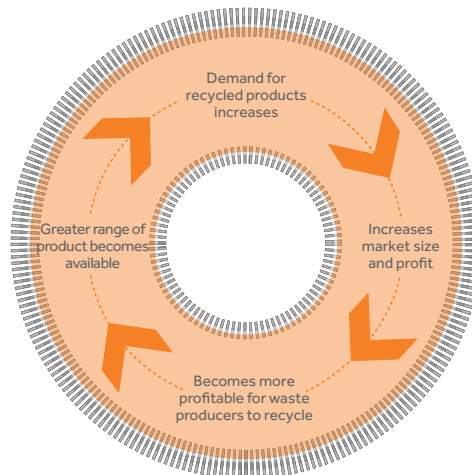 Demand for
recycled products
increases
Increases
market size
and profit
Becomes more
profitable for waste
producers to recycle
Greater range of
product becomes
available